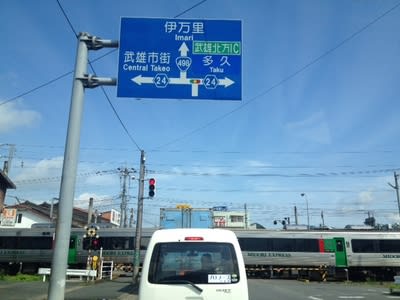 伊万里
Imari
武雄北方IC
武雄市街
Central Takeo
498
多久
Taku
24
24
MIDORI EXPRESS